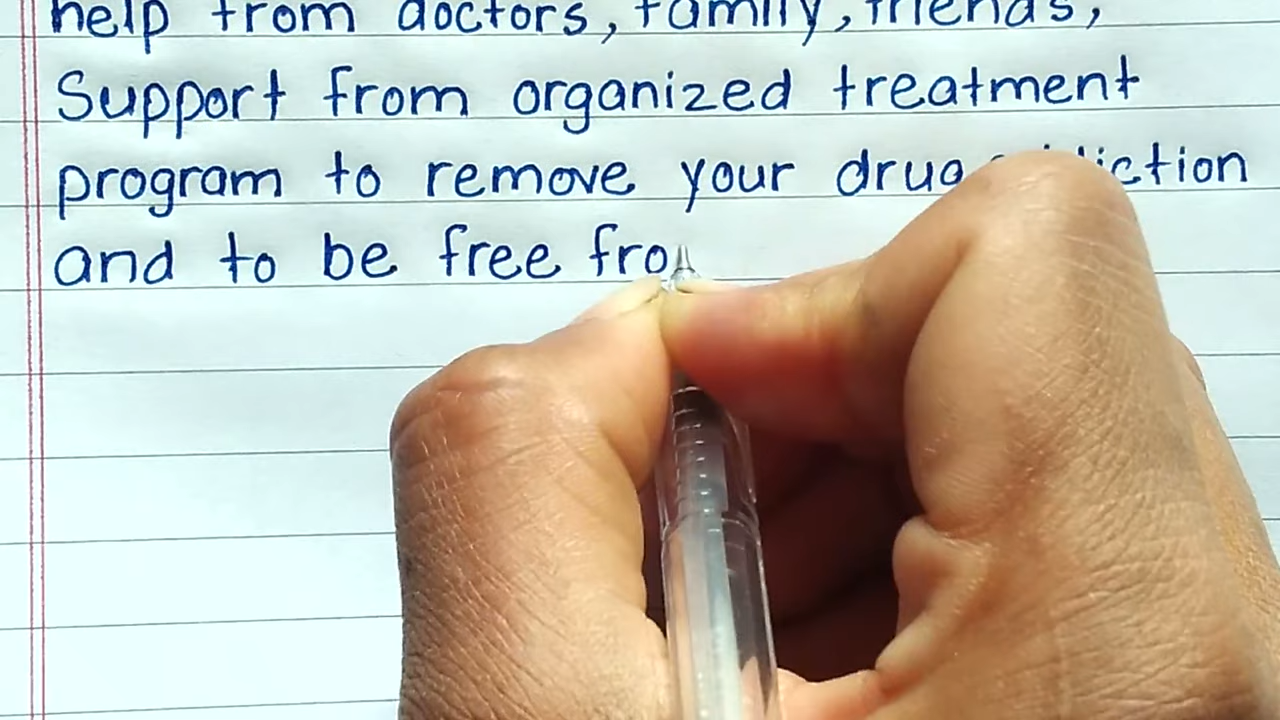 help from doctors, family, friends,
Support from organized treatment
program to remove your drug addiction
and to be free fro